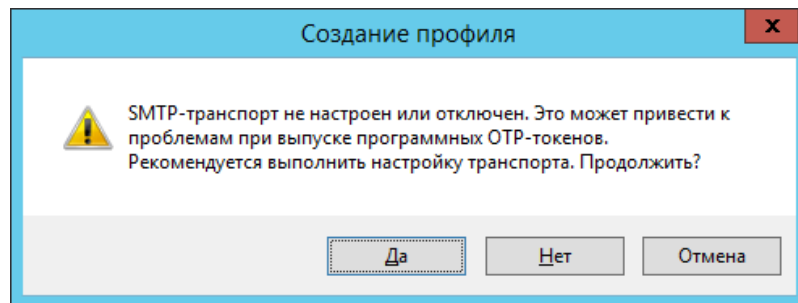 Создание профиля
x
SMTP-транспорт не настроен или отключен. Это может привести к
проблемам при выпуске программных OTP-токенов.
Рекомендуется выполнить настройку транспорта. Продолжить?
Да
Нет
Отмена